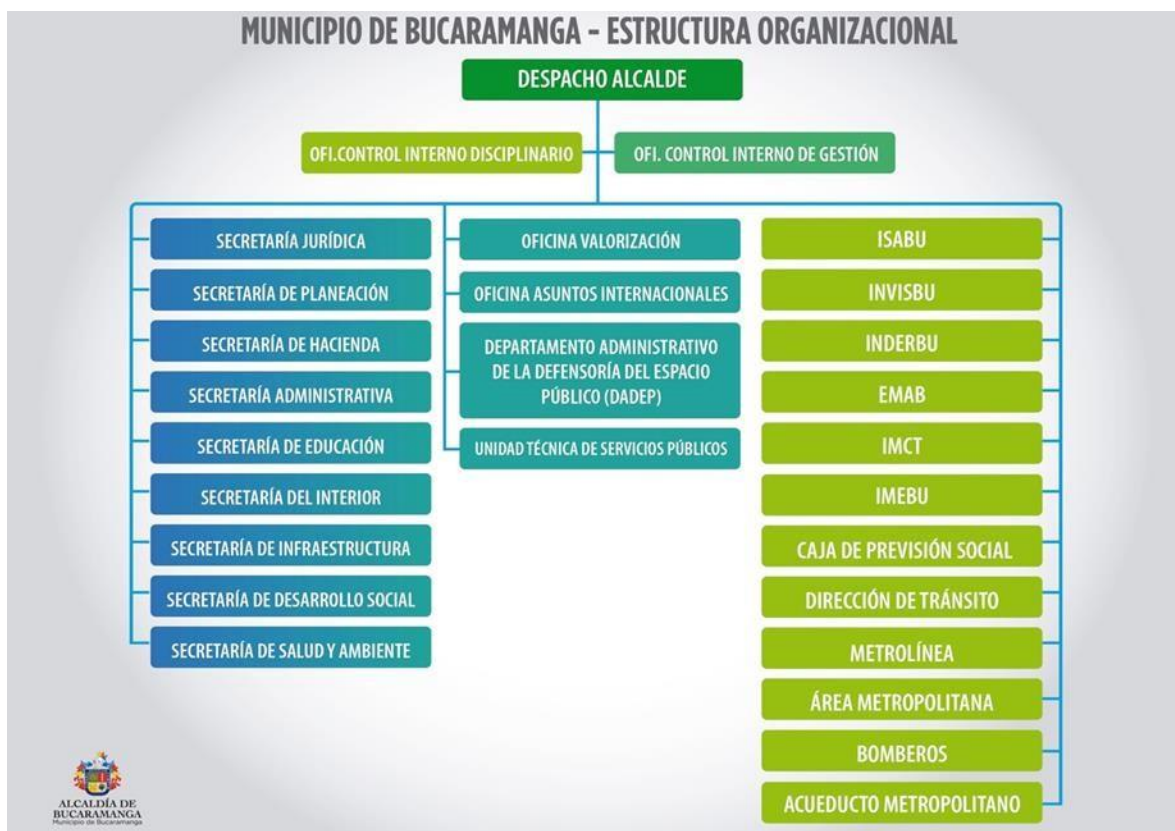 MUNICIPIO DE BUCARAMANGA - ESTRUCTURA ORGANIZACIONAL
DESPACHO ALCALDE
OFI.CONTROL INTERNO DISCIPLINARIO
OFI. CONTROL INTERNO DE GESTIÓN
SECRETARÍA JURÍDICA
SECRETARÍA DE PLANEACIÓN
SECRETARÍA DE HACIENDA
SECRETARÍA ADMINISTRATIVA
SECRETARÍA DE EDUCACIÓN
SECRETARÍA DEL INTERIOR
SECRETARÍA DE INFRAESTRUCTURA
SECRETARÍA DE DESARROLLO SOCIAL
SECRETARÍA DE SALUD Y AMBIENTE
OFICINA VALORIZACIÓN
OFICINA ASUNTOS INTERNACIONALES
DEPARTAMENTO ADMINISTRATIVO
DE LA DEFENSORÍA DEL ESPACIO
PÚBLICO (DADEP)
UNIDAD TÉCNICA DE SERVICIOS PÚBLICOS
ISABU
INVISBU
INDERBU
EMAB
IMCT
IMEBU
CAJA DE PREVISIÓN SOCIAL
DIRECCIÓN DE TRÁNSITO
METROLÍNEA
ÁREA METROPOLITANA
BOMBEROS
ACUEDUCTO METROPOLITANO
ALCALDÍA DE
BUCARAMANGA
Municipio de Bucaramanga